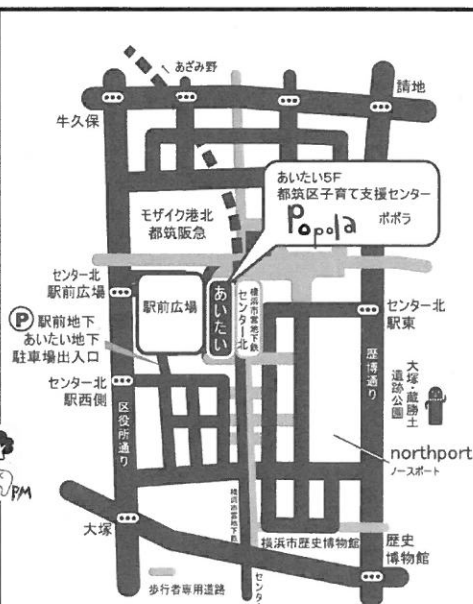 あざみ野
請地
牛久保
あいたい5F
都筑区子育て支援センター
Popola ポポラ
モザイク港北
都筑阪急
センター北
駅前広場
駅前広場
あいたい
横浜市営地下鉄
センター北
センター北
駅東
P 駅前地下
あいたい地下
駐車場出入口
歴博通り
大塚・歳勝土
遺跡公園
センター北
駅西側
区役所通り
northport
ノースポート
PM
横浜市営地下鉄
大塚
横浜市歴史博物館
歴史
博物館
歩行者専用道路
センタ